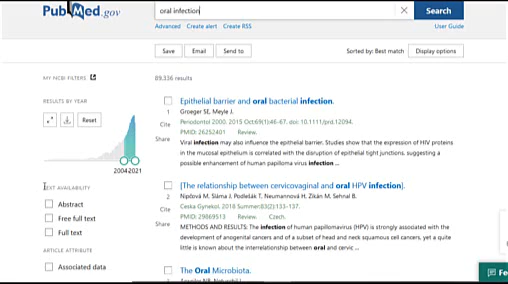 PubMed.gov
oral infection
Search
Advanced Create alert Create RSS
User Guide
Save Email Send to
Sorted by: Best match Display options
MY NCBI FILTERS
89,336 results
RESULTS BY YEAR
Reset
2004 2021
TEXT AVAILABILITY
Abstract
Free full text
Full text
ARTICLE ATTRIBUTE
Associated data
1
Cite
Share
Epithelial barrier and oral bacterial infection.
Groeger SE, Meyle J.
Periodontol 2000. 2015 Oct;69(1):46-67. doi: 10.1111/prd.12094.
PMID: 26252401 Review.
Viral infection may also influence the epithelial barrier. Studies show that the expression of HIV proteins
in the mucosal epithelium is correlated with the disruption of epithelial tight junctions, suggesting a
possible enhancement of human papilloma virus infection ...
2
Cite
Share
[The relationship between cervicovaginal and oral HPV infection].
Nipčová M, Sláma J, Neumannová H, Zikán M, Sehnal B.
Ceska Gynekol. 2018 Summer;83(2):133-137.
PMID: 29869513 Review. Czech.
METHODS AND RESULTS: The infection of human papillomavirus (HPV) is strongly associated with the
development of anogenital cancers and of a subset of head and neck squamous cell cancers, yet a quite
little is known about the interrelationship between oral and cervic ...
The Oral Microbiota.
Fe